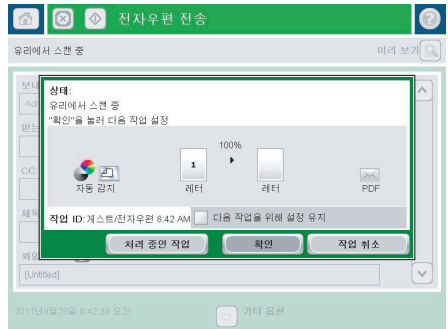 전자우편 전송
유리에서 스캔 중
미리 보기
상태:
유리에서 스캔 중
"확인"을 눌러 다음 작업 설정
100%
1
자동 감지
레터
레터
PDF
작업 ID:게스트/전자우편 8:42 AM
다음 작업을 위해 설정 유지
처리 중인 작업
확인
작업 취소
CC:
[Untitled]
2011년9월28일 8:42:39 오전
기타 옵션